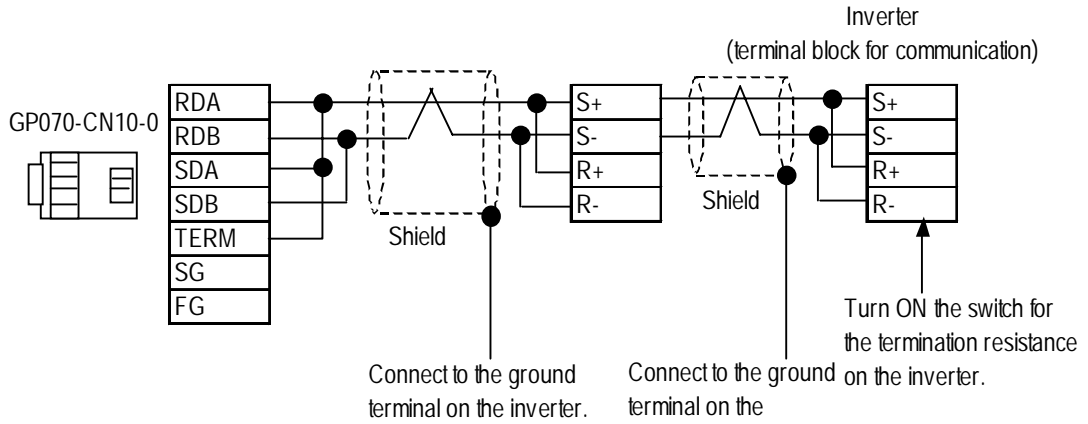 Inverter
(terminal block for communication)
GP070-CN10-0
RDA
RDB
SDA
SDB
TERM
SG
FG
Shield
S+
S-
R+
R-
Shield
S+
S-
R+
R-
Connect to the ground
terminal on the inverter.
Connect to the ground
terminal on the
Turn ON the switch for
the termination resistance
on the inverter.